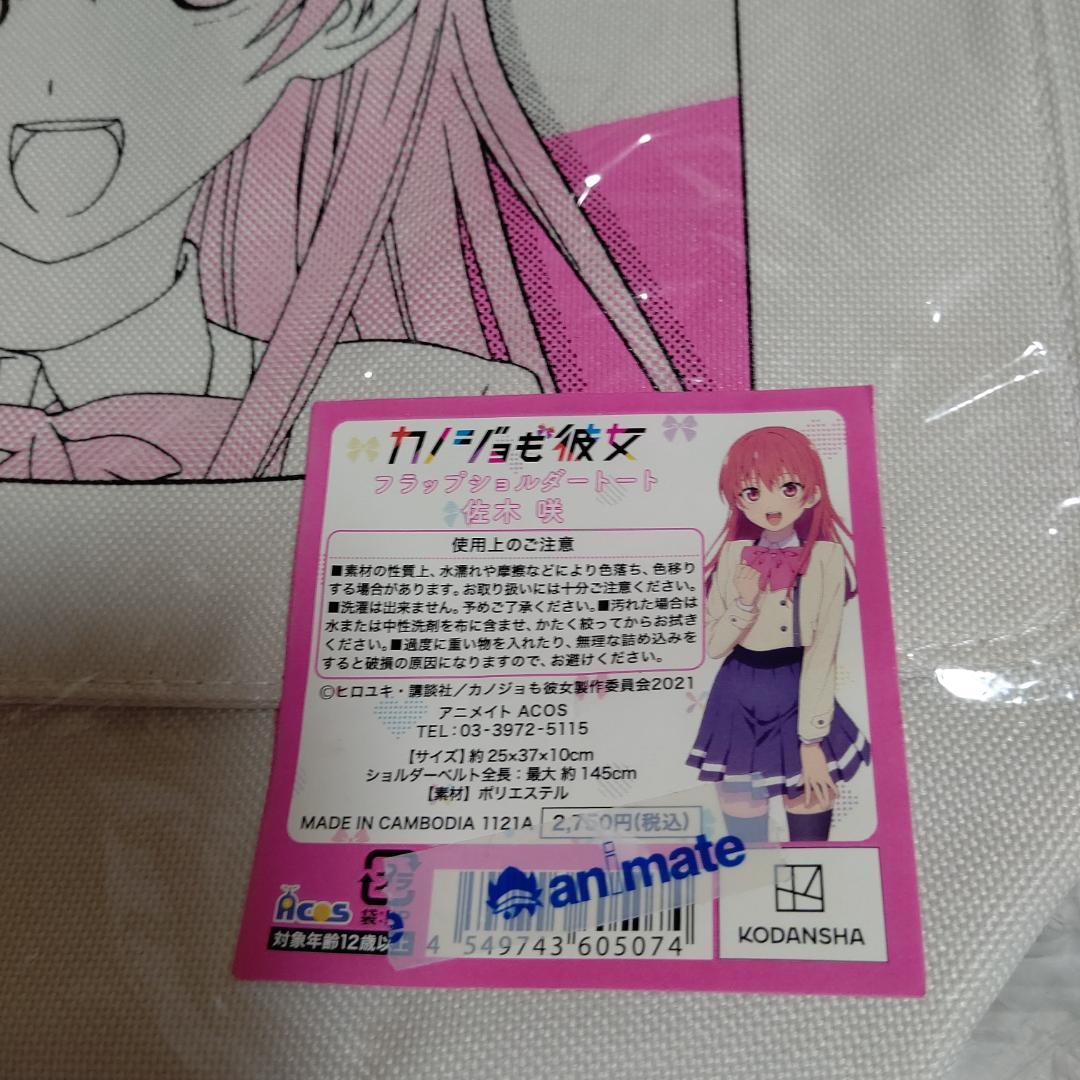 カノジョも彼女
フラップショルダートート
佐木 咲
使用上のご注意
■素材の性質上、水濡れや摩擦などにより色落ち、色移り
する場合があります。お取り扱いには十分ご注意ください。
■洗濯は出来ません。予めご了承ください。■汚れた場合は
水または中性洗剤を布に含ませ、かたく絞ってからお拭き
ください。■過度に重い物を入れたり、無理な詰め込みを
すると破損の原因になりますので、お避けください。
©ヒロユキ・講談社／カノジョも彼女製作委員会2021
アニメイト ACOS
TEL:03-3972-5115
【サイズ】約 25×37×10cm
ショルダーベルト全長：最大 約 145cm
【素材】ポリエステル
MADE IN CAMBODIA 1121A 2,750円(税込)
animate
プラ
袋:
Acos
対象年齢12歳以上
4 549743 605074
KODANSHA